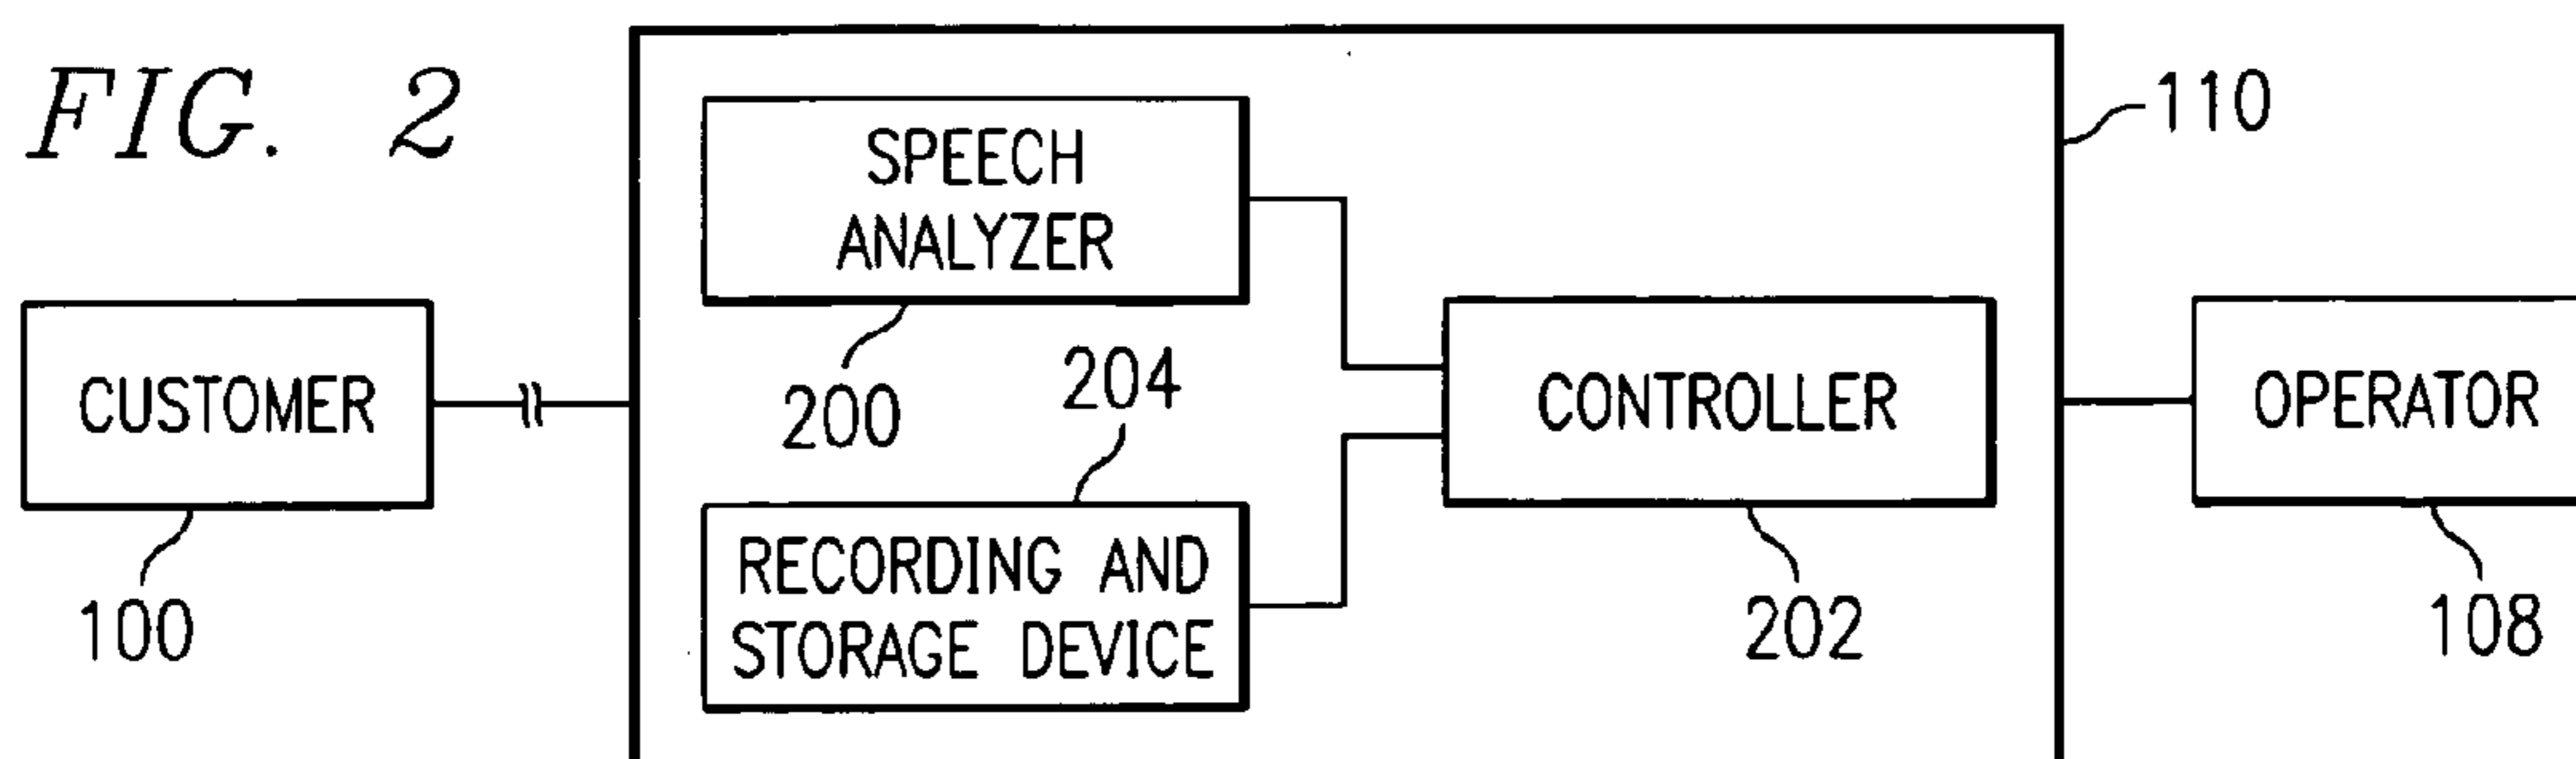 FIG. 2
110
SPEECH
ANALYZER
200
204
CUSTOMER
100
RECORDING AND
STORAGE DEVICE
CONTROLLER
202
OPERATOR
108